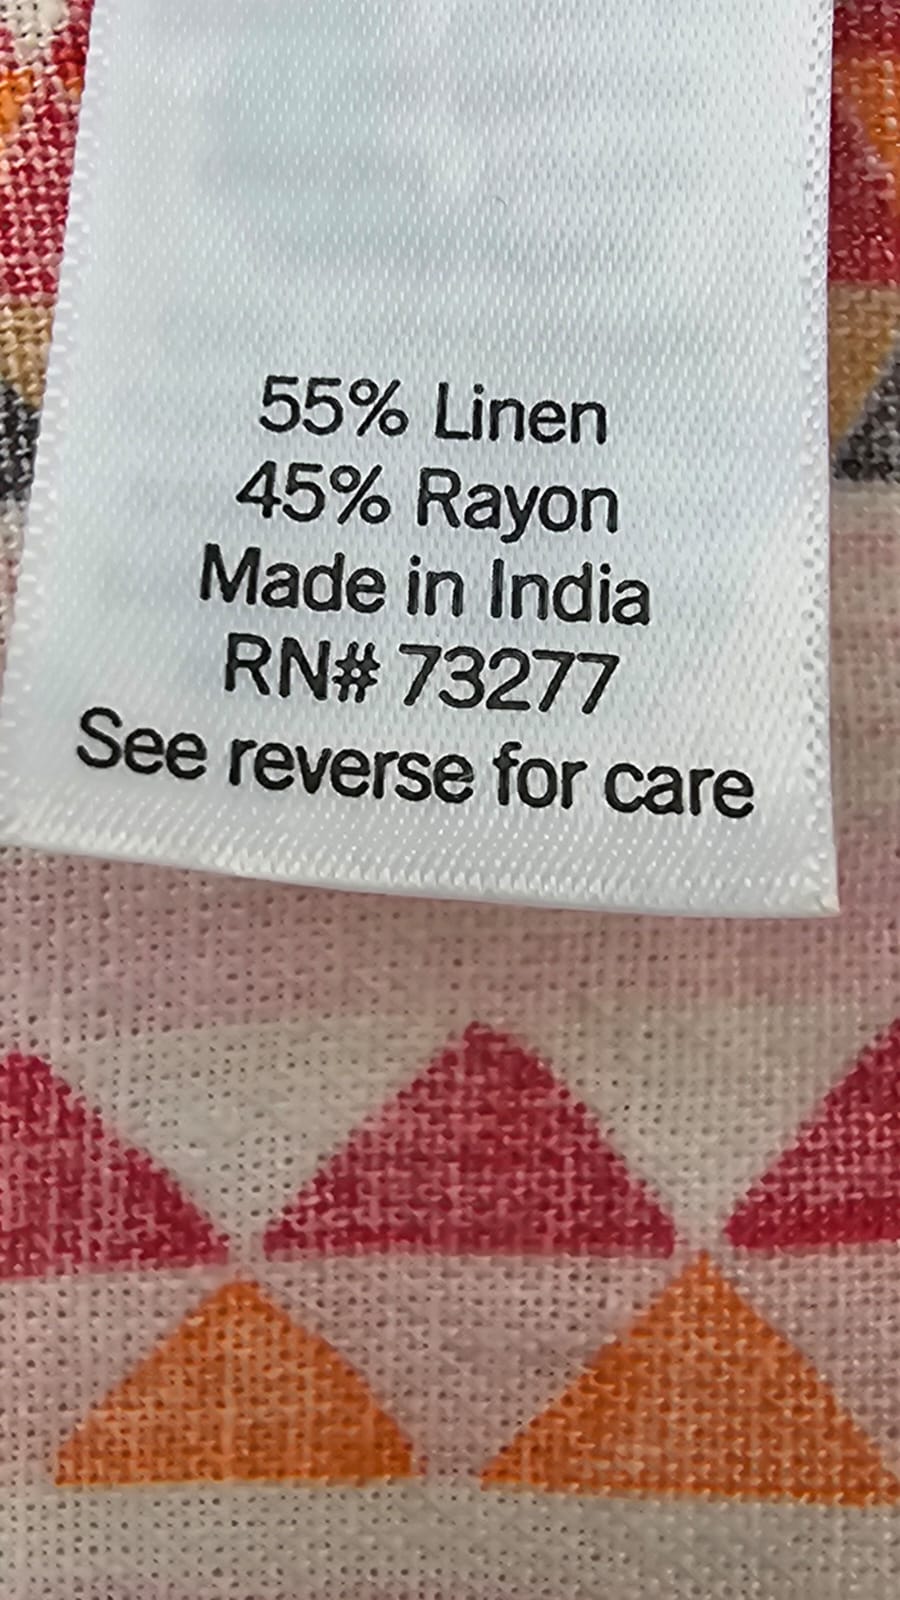 55% Linen
45% Rayon
Made in India
RN# 73277
See reverse for care